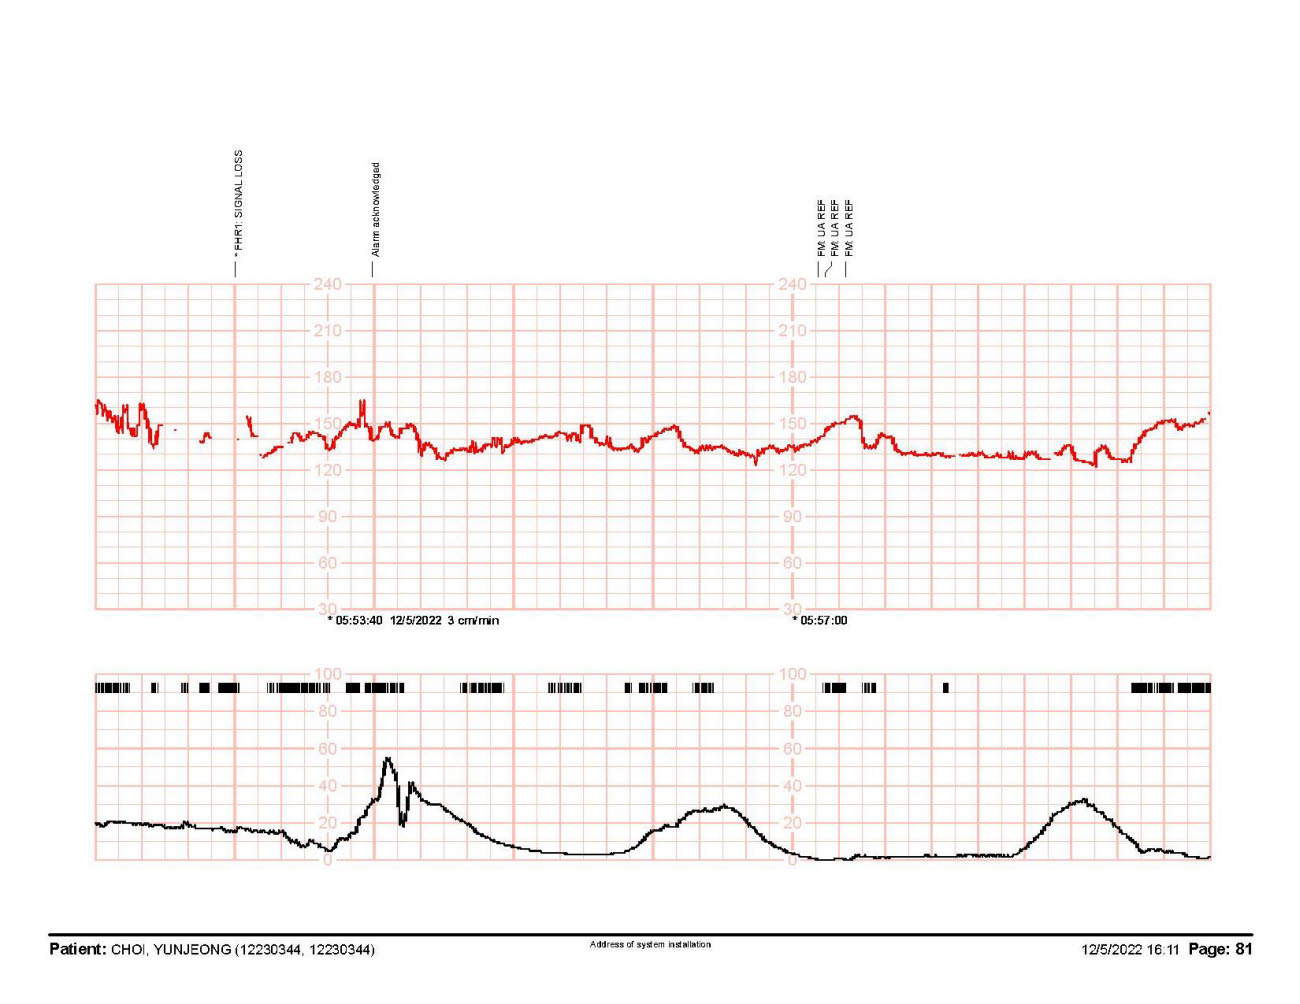 * FHR1: SIGNAL LOSS
Alarm acknowledged
FM: UA REF
FM: UA REF
FM: UA REF
240 240
210 210
180 180
150 150
120 120
90 90
60 60
30 30
* 05:53:40 12/5/2022 3 cm/min * 05:57:00
100 100
80 80
60 60
40 40
20 20
0 0
Patient: CHOI, YUNJEONG (12230344, 12230344) Address of system installation 12/5/2022 16:11 Page: 81